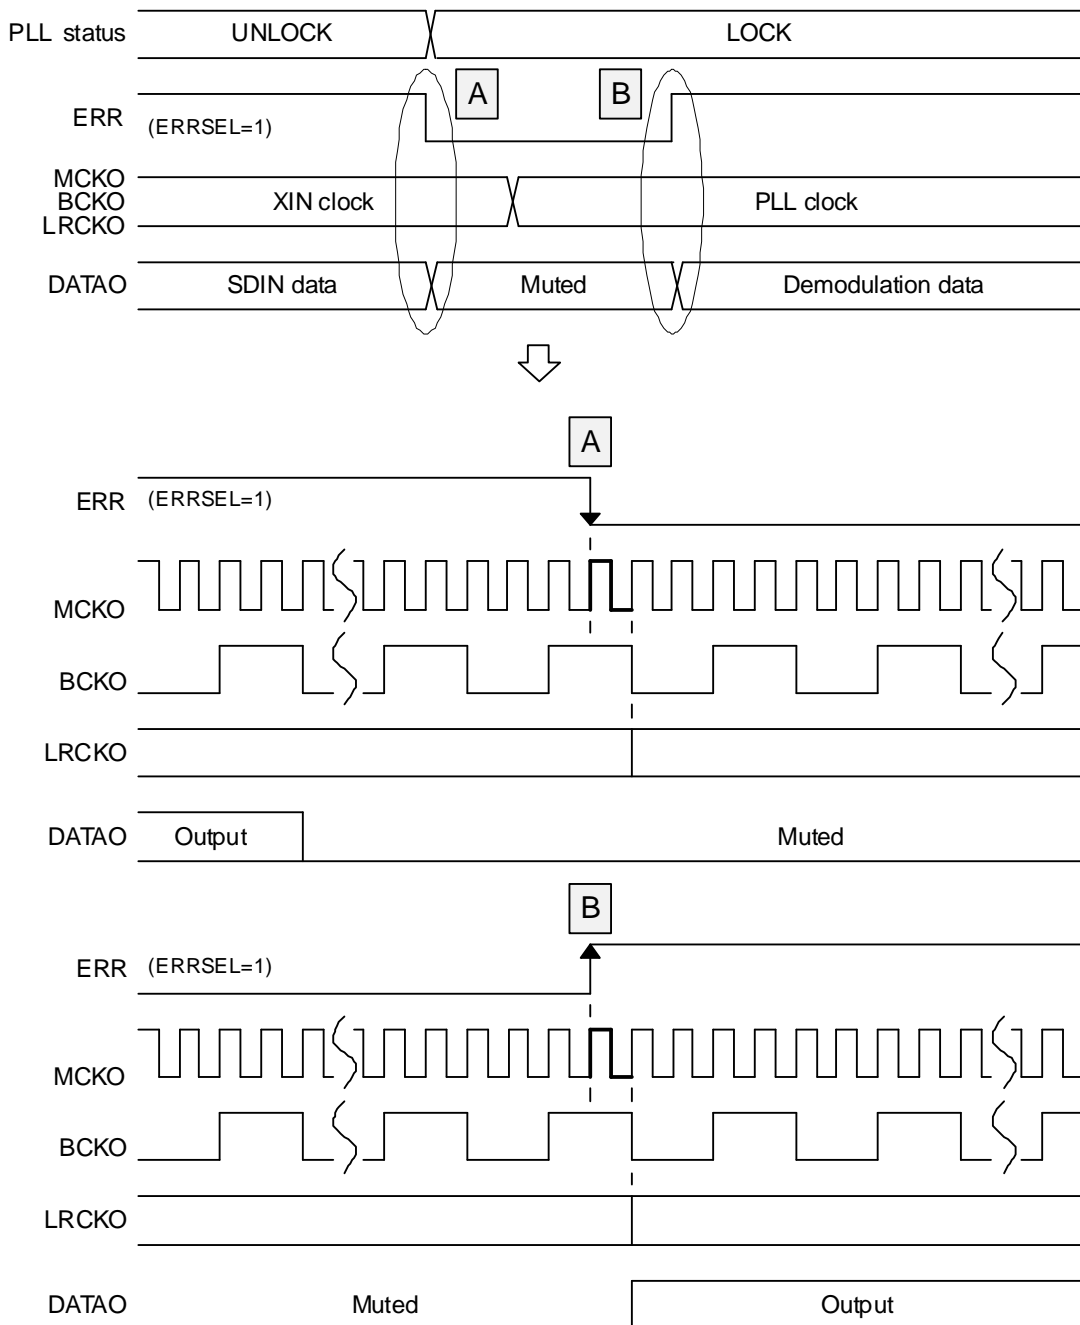 PLL status UNLOCK LOCK
A B
ERR (ERRSEL=1)
MCKO
BCKO XIN clock PLL clock
LRCKO
DATAO SDIN data Muted Demodulation data
A
ERR (ERRSEL=1)
MCKO
BCKO
LRCKO
DATAO Output Muted
B
ERR (ERRSEL=1)
MCKO
BCKO
LRCKO
DATAO Muted Output